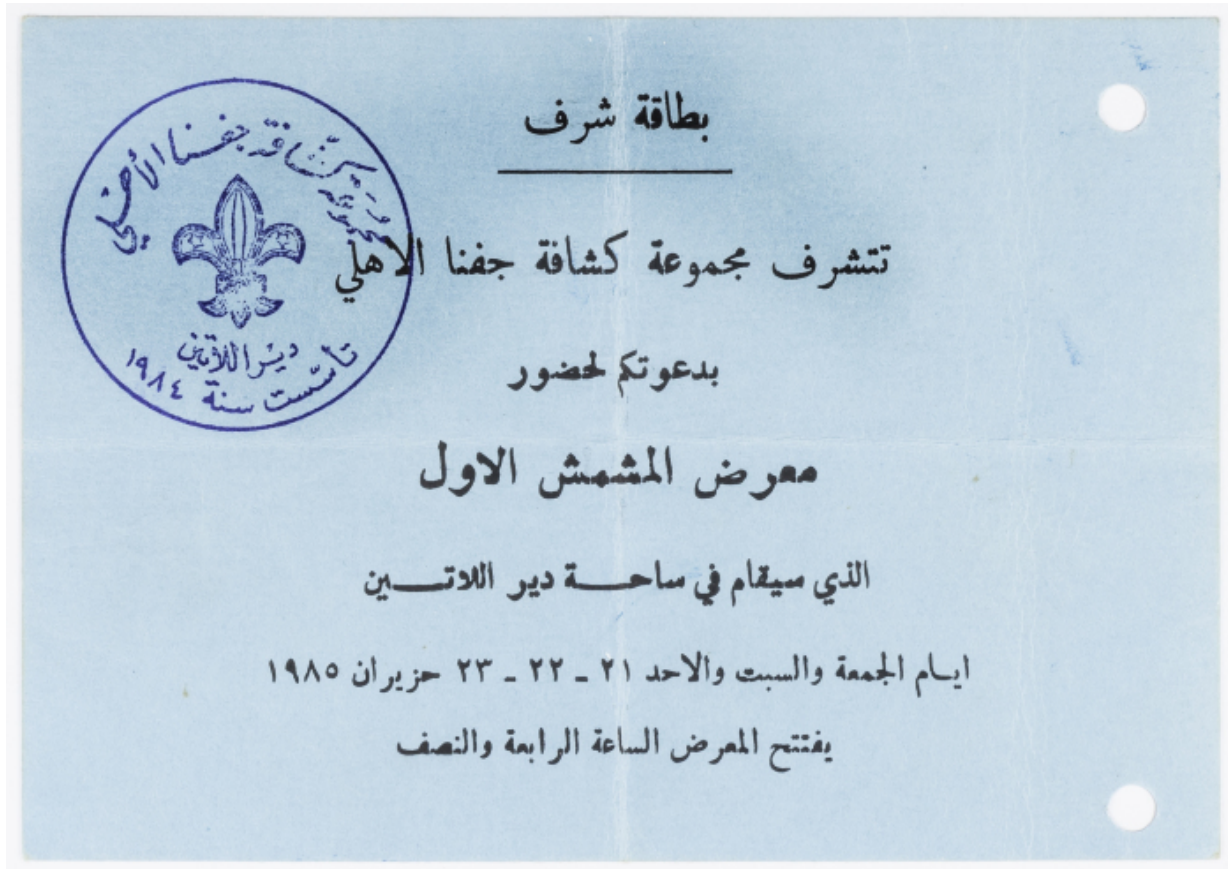 بطاقة شرف
تتشرف مجموعة كشافة جفنا الاهلي
بدعوتكم لحضور
معرض المشمش الاول
الذي سيقام في ساحـــة دير اللاتـــين
ايـام الجمعة والسبت والاحد ٢١ ـ ٢٢ ـ ٢٣ حزيران ١٩٨٥
يفتتح المعرض الساعة الرابعة والنصف
مجموعة كشافة جفنا الأهلي
دير اللاتين
تأسست سنة ١٩٨٤